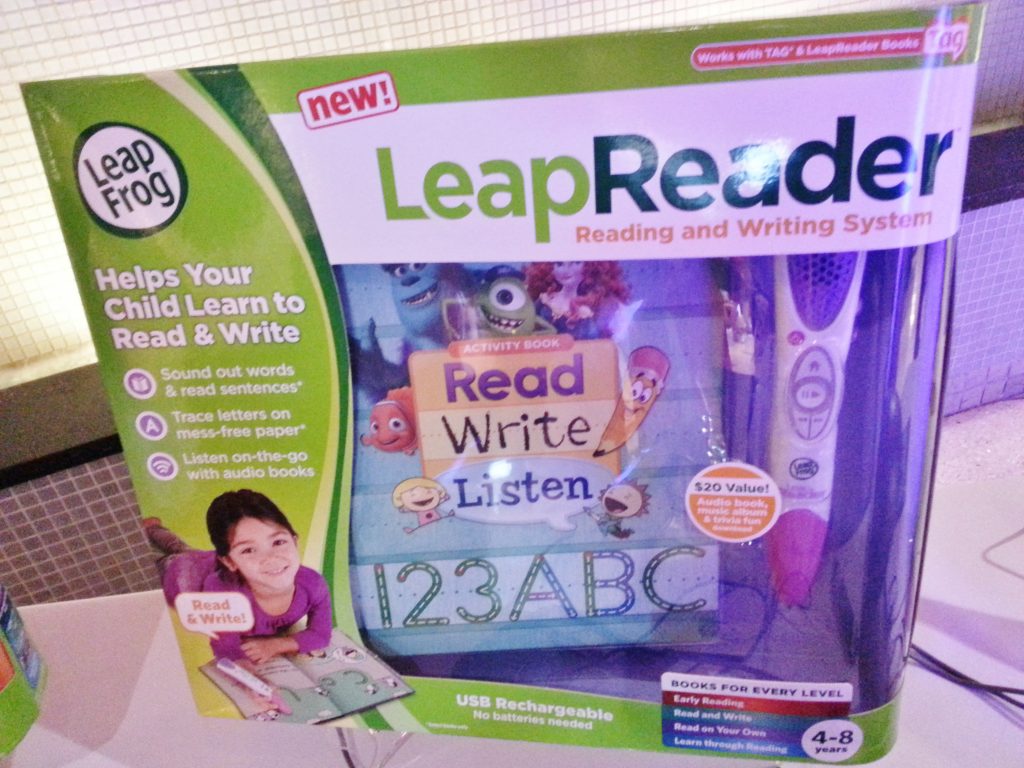 Works with TAG* & LeapReader Books
Tag
new!
Leap
Frog
LeapReader
Reading and Writing System
Helps Your
Child Learn to
Read & Write
Sound out words
& read sentences*
A
Trace letters on
mess-free paper*
Listen on-the-go
with audio books
ACTIVITY BOOK
Read
Write
Listen
123ABC
$20 Value!
Audio book,
music album
& trivia fun
download
Leap
Frog
Read
& Write!
USB Rechargeable
No batteries needed
BOOKS FOR EVERY LEVEL
Early Reading
Read and Write
Read on Your Own
Learn through Reading
4-8
years